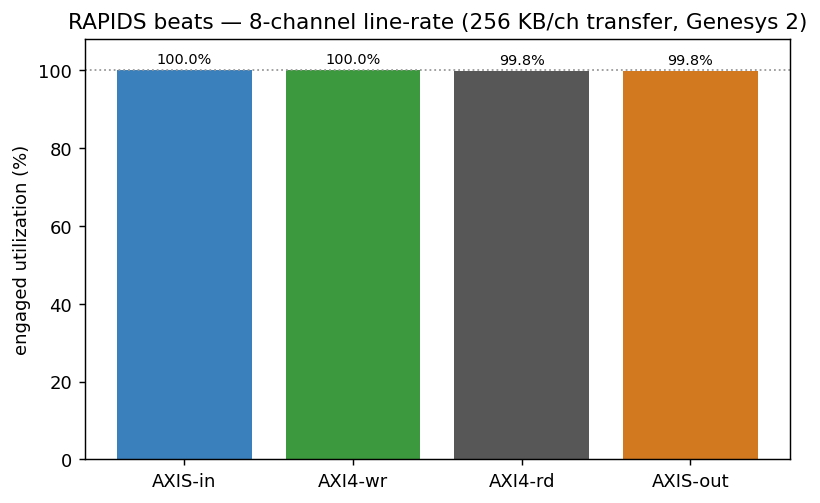 RAPIDS beats — 8-channel line-rate (256 KB/ch transfer, Genesys 2)
100.0%
100.0%
99.8%
99.8%
100
80
60
40
20
0
engaged utilization (%)
AXIS-in
AXI4-wr
AXI4-rd
AXIS-out